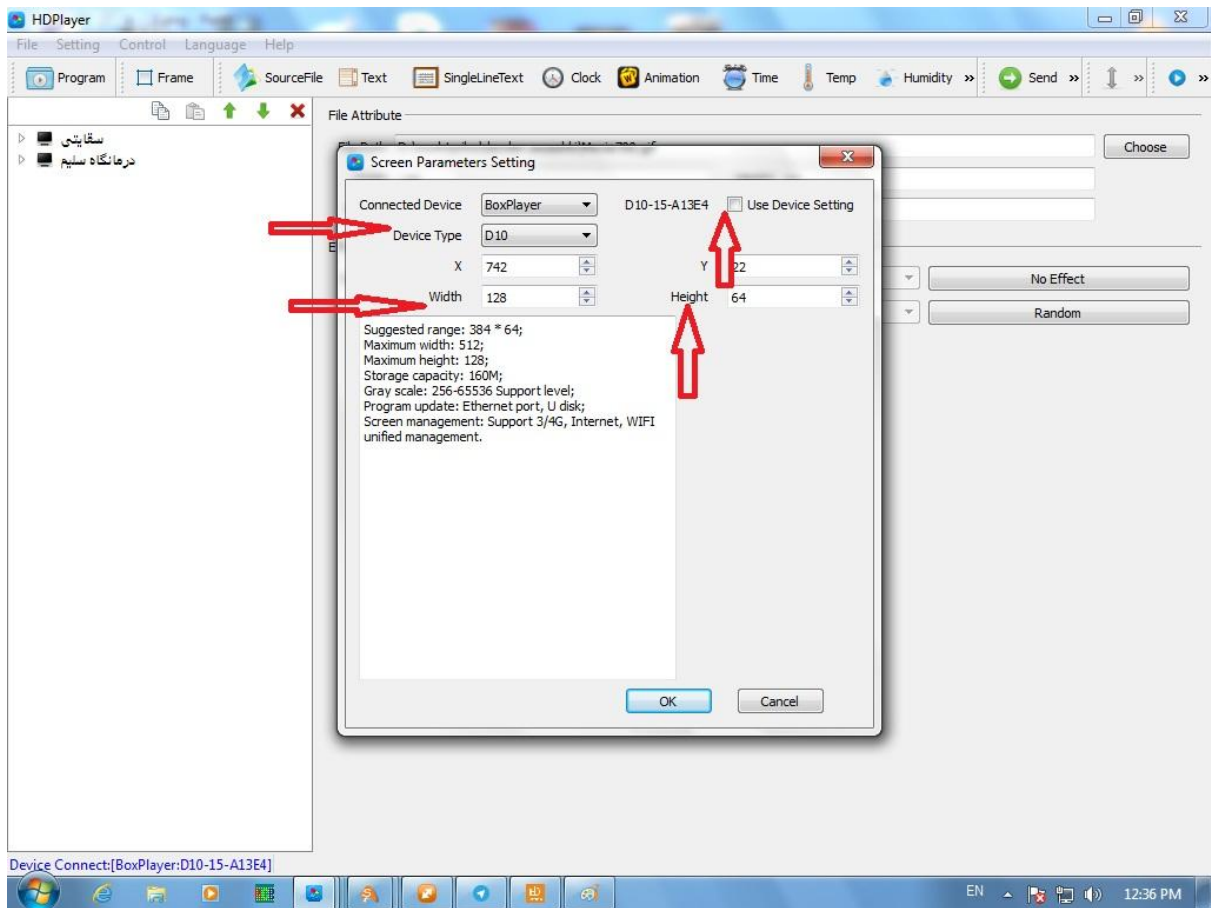 HDPlayer
File Setting Control Language Help
Program Frame SourceFile Text SingleLineText Clock Animation Time Temp Humidity » Send » » »
سقایتی
درمانگاه سلیم
File Attribute
Choose
Screen Parameters Setting
Connected Device BoxPlayer D10-15-A13E4 Use Device Setting
Device Type D10
X 742 Y 22
Width 128 Height 64
No Effect
Random
Suggested range: 384 * 64;
Maximum width: 512;
Maximum height: 128;
Storage capacity: 160M;
Gray scale: 256-65536 Support level;
Program update: Ethernet port, U disk;
Screen management: Support 3/4G, Internet, WIFI
unified management.
OK Cancel
Device Connect:[BoxPlayer:D10-15-A13E4]
EN 12:36 PM